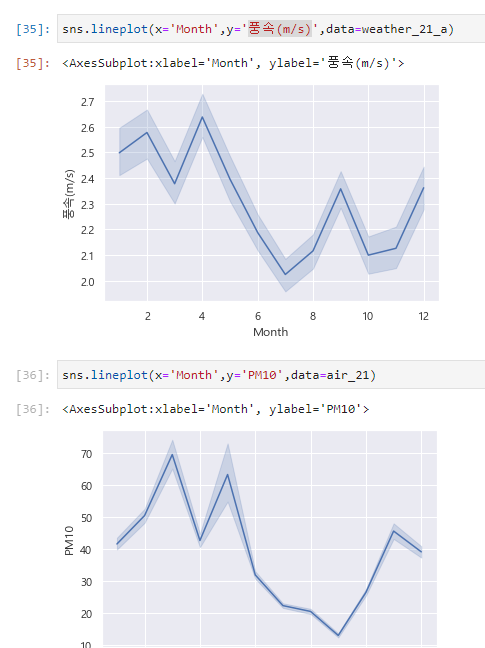 [35]: sns.lineplot(x='Month',y='풍속(m/s)',data=weather_21_a)
[35]: <AxesSubplot:xlabel='Month', ylabel='풍속(m/s)'>
2.7
2.6
2.5
2.4
2.3
2.2
2.1
2.0
풍속(m/s)
2 4 6 8 10 12
Month
[36]: sns.lineplot(x='Month',y='PM10',data=air_21)
[36]: <AxesSubplot:xlabel='Month', ylabel='PM10'>
70
60
50
40
30
20
10
PM10